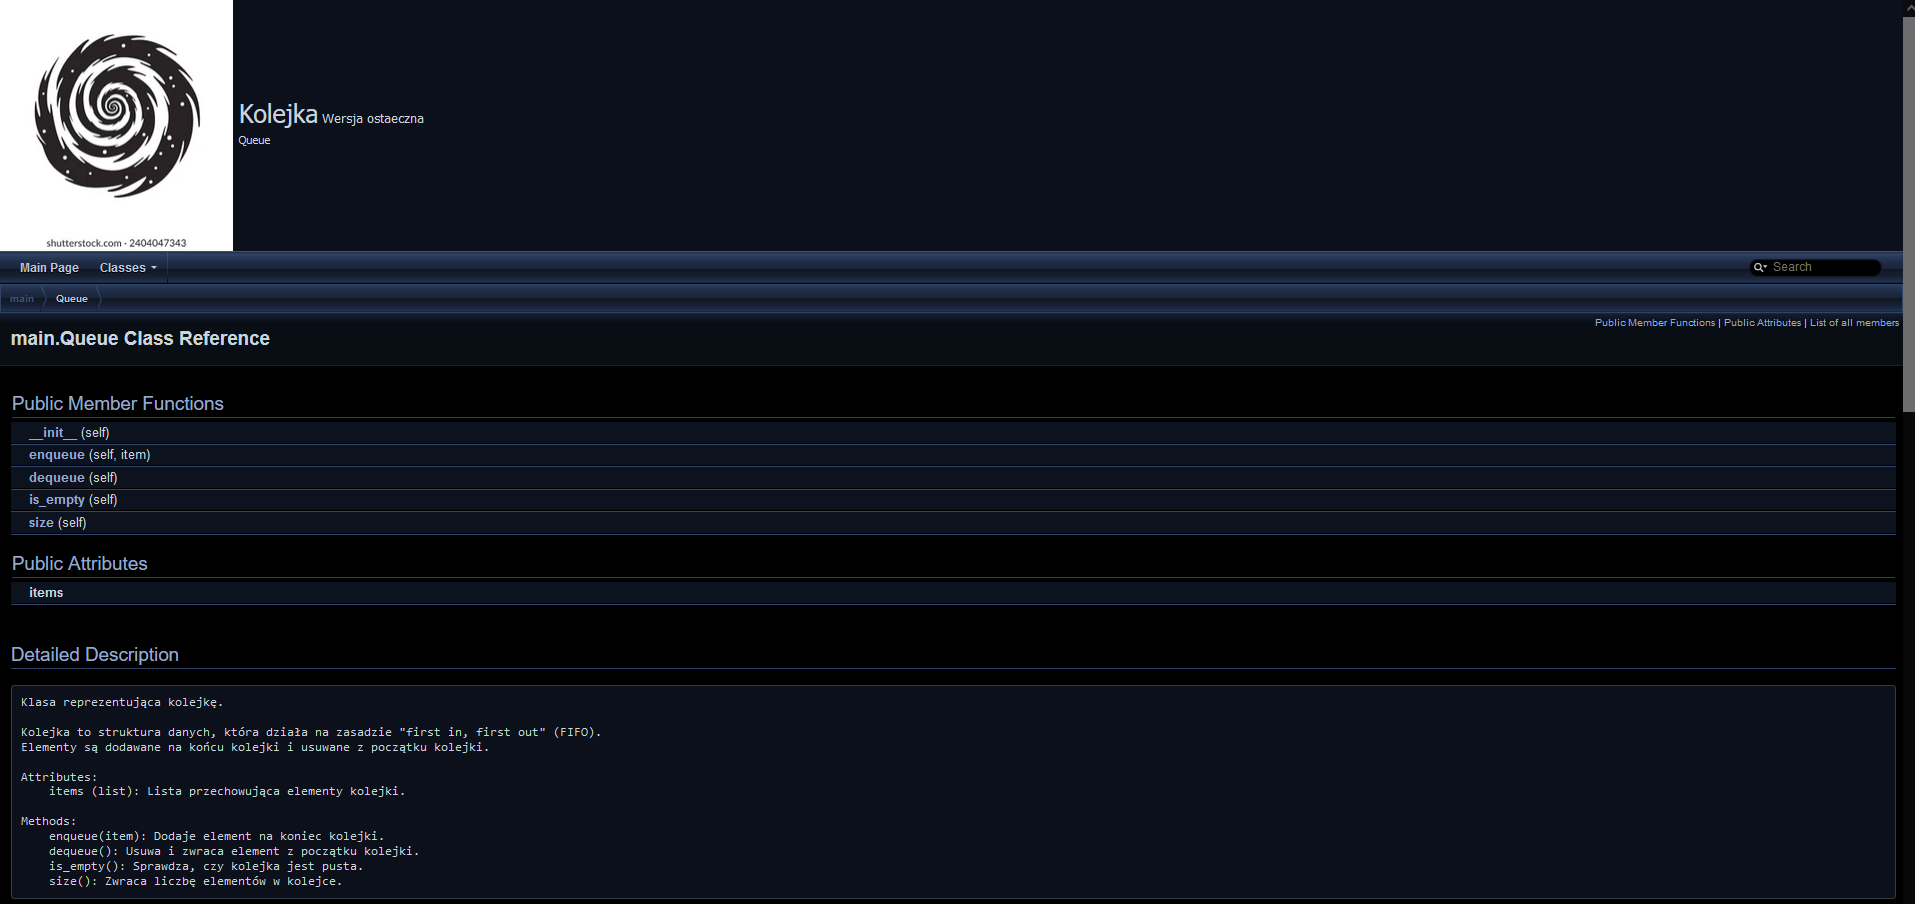 shutterstock.com · 2404047343
Kolejka Wersja ostaeczna
Queue
Main Page Classes Search
main Queue
Public Member Functions | Public Attributes | List of all members
main.Queue Class Reference
Public Member Functions
__init__ (self)
enqueue (self, item)
dequeue (self)
is_empty (self)
size (self)
Public Attributes
items
Detailed Description
Klasa reprezentująca kolejkę.
Kolejka to struktura danych, która działa na zasadzie "first in, first out" (FIFO).
Elementy są dodawane na końcu kolejki i usuwane z początku kolejki.
Attributes:
items (list): Lista przechowująca elementy kolejki.
Methods:
enqueue(item): Dodaje element na koniec kolejki.
dequeue(): Usuwa i zwraca element z początku kolejki.
is_empty(): Sprawdza, czy kolejka jest pusta.
size(): Zwraca liczbę elementów w kolejce.